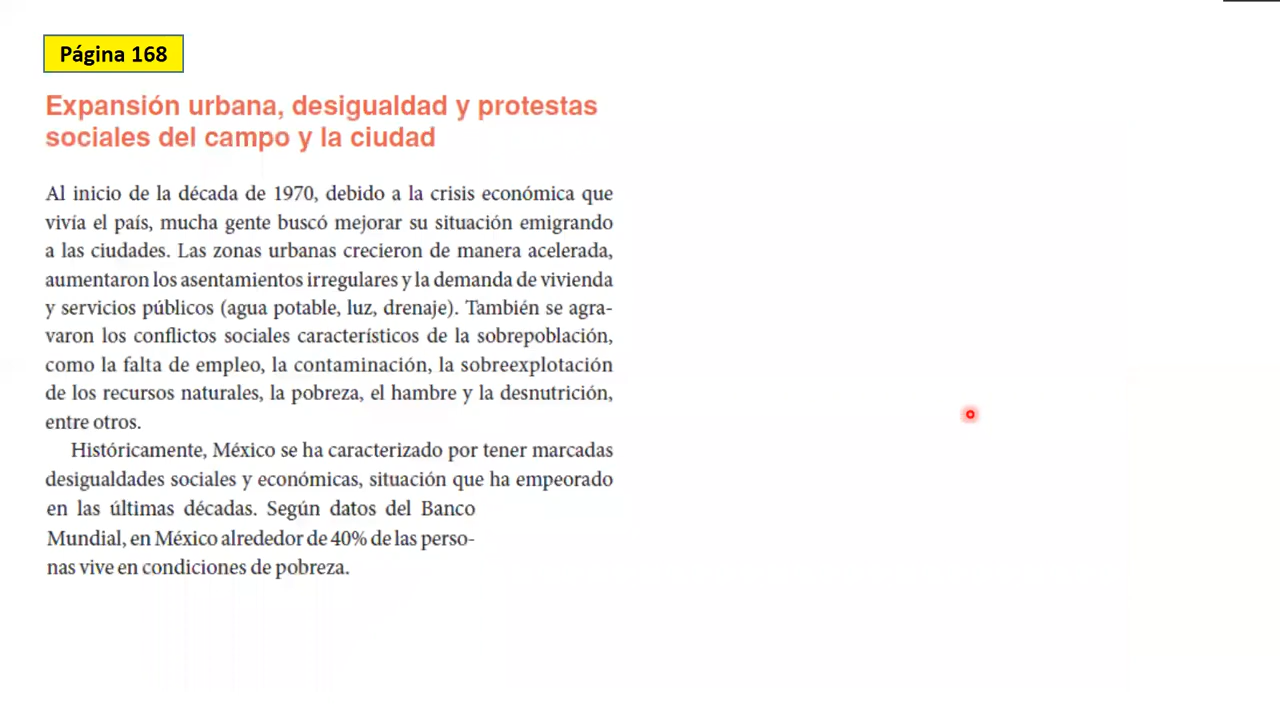 Página 168
Expansión urbana, desigualdad y protestas
sociales del campo y la ciudad
Al inicio de la década de 1970, debido a la crisis económica que
vivía el país, mucha gente buscó mejorar su situación emigrando
a las ciudades. Las zonas urbanas crecieron de manera acelerada,
aumentaron los asentamientos irregulares y la demanda de vivienda
y servicios públicos (agua potable, luz, drenaje). También se agra-
varon los conflictos sociales característicos de la sobrepoblación,
como la falta de empleo, la contaminación, la sobreexplotación
de los recursos naturales, la pobreza, el hambre y la desnutrición,
entre otros.
Históricamente, México se ha caracterizado por tener marcadas
desigualdades sociales y económicas, situación que ha empeorado
en las últimas décadas. Según datos del Banco
Mundial, en México alrededor de 40% de las perso-
nas vive en condiciones de pobreza.